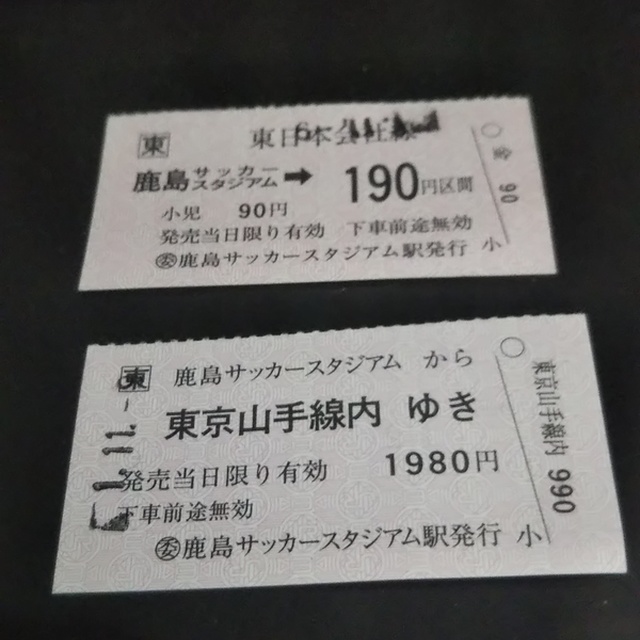 東
東日本会社線
鹿島サッカースタジアム➡ 190円区間
小児 90円
発売当日限り有効 下車前途無効
委鹿島サッカースタジアム駅発行 小
金 90
東
鹿島サッカースタジアム から
東京山手線内 ゆき
発売当日限り有効 1980円
下車前途無効
委鹿島サッカースタジアム駅発行 小
東京山手線内 990